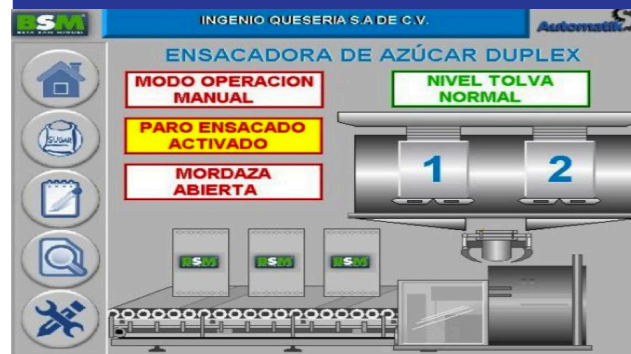 BSM
INGENIO QUESERIA S.A DE C.V.
Automatik
ENSACADORA DE AZÚCAR DUPLEX
MODO OPERACION
MANUAL
NIVEL TOLVA
NORMAL
PARO ENSACADO
ACTIVADO
MORDAZA
ABIERTA
1
2
SUGAR
BSM
BSM
BSM